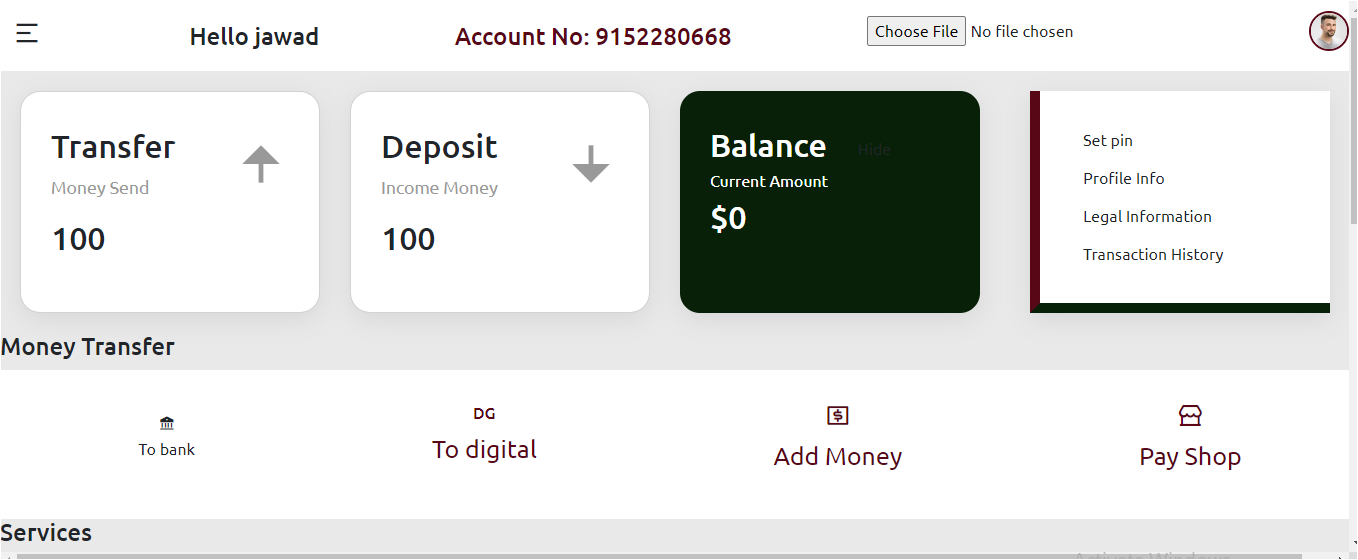 Hello jawad
Account No: 9152280668
Choose File No file chosen
Transfer
Money Send
100
Deposit
Income Money
100
Balance Hide
Current Amount
$0
Set pin
Profile Info
Legal Information
Transaction History
Money Transfer
To bank
DG
To digital
Add Money
Pay Shop
Services
Activate Windows